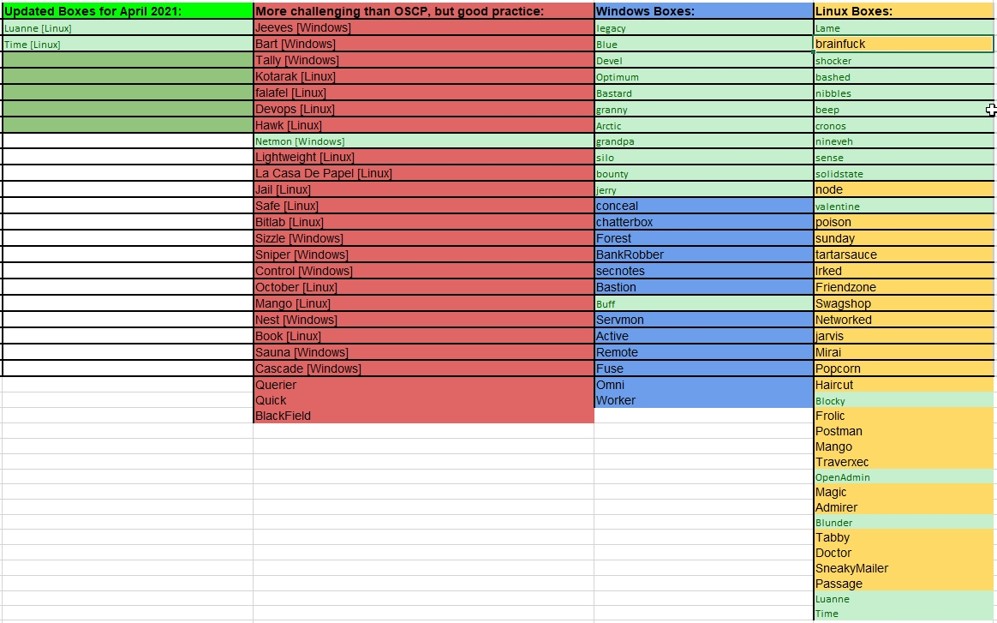 Updated Boxes for April 2021: More challenging than OSCP, but good practice: Windows Boxes: Linux Boxes:
Luanne [Linux] Jeeves [Windows] legacy Lame
Time [Linux] Bart [Windows] Blue brainfuck
Tally [Windows] Devel shocker
Kotarak [Linux] Optimum bashed
falafel [Linux] Bastard nibbles
Devops [Linux] granny beep
Hawk [Linux] Arctic cronos
Netmon [Windows] grandpa nineveh
Lightweight [Linux] silo sense
La Casa De Papel [Linux] bounty solidstate
Jail [Linux] jerry node
Safe [Linux] conceal valentine
Bitlab [Linux] chatterbox poison
Sizzle [Windows] Forest sunday
Sniper [Windows] BankRobber tartarsauce
Control [Windows] secnotes Irked
October [Linux] Bastion Friendzone
Mango [Linux] Buff Swagshop
Nest [Windows] Servmon Networked
Book [Linux] Active jarvis
Sauna [Windows] Remote Mirai
Cascade [Windows] Fuse Popcorn
Querier Omni Haircut
Quick Worker Blocky
BlackField Frolic
Postman
Mango
Traverxec
OpenAdmin
Magic
Admirer
Blunder
Tabby
Doctor
SneakyMailer
Passage
Luanne
Time